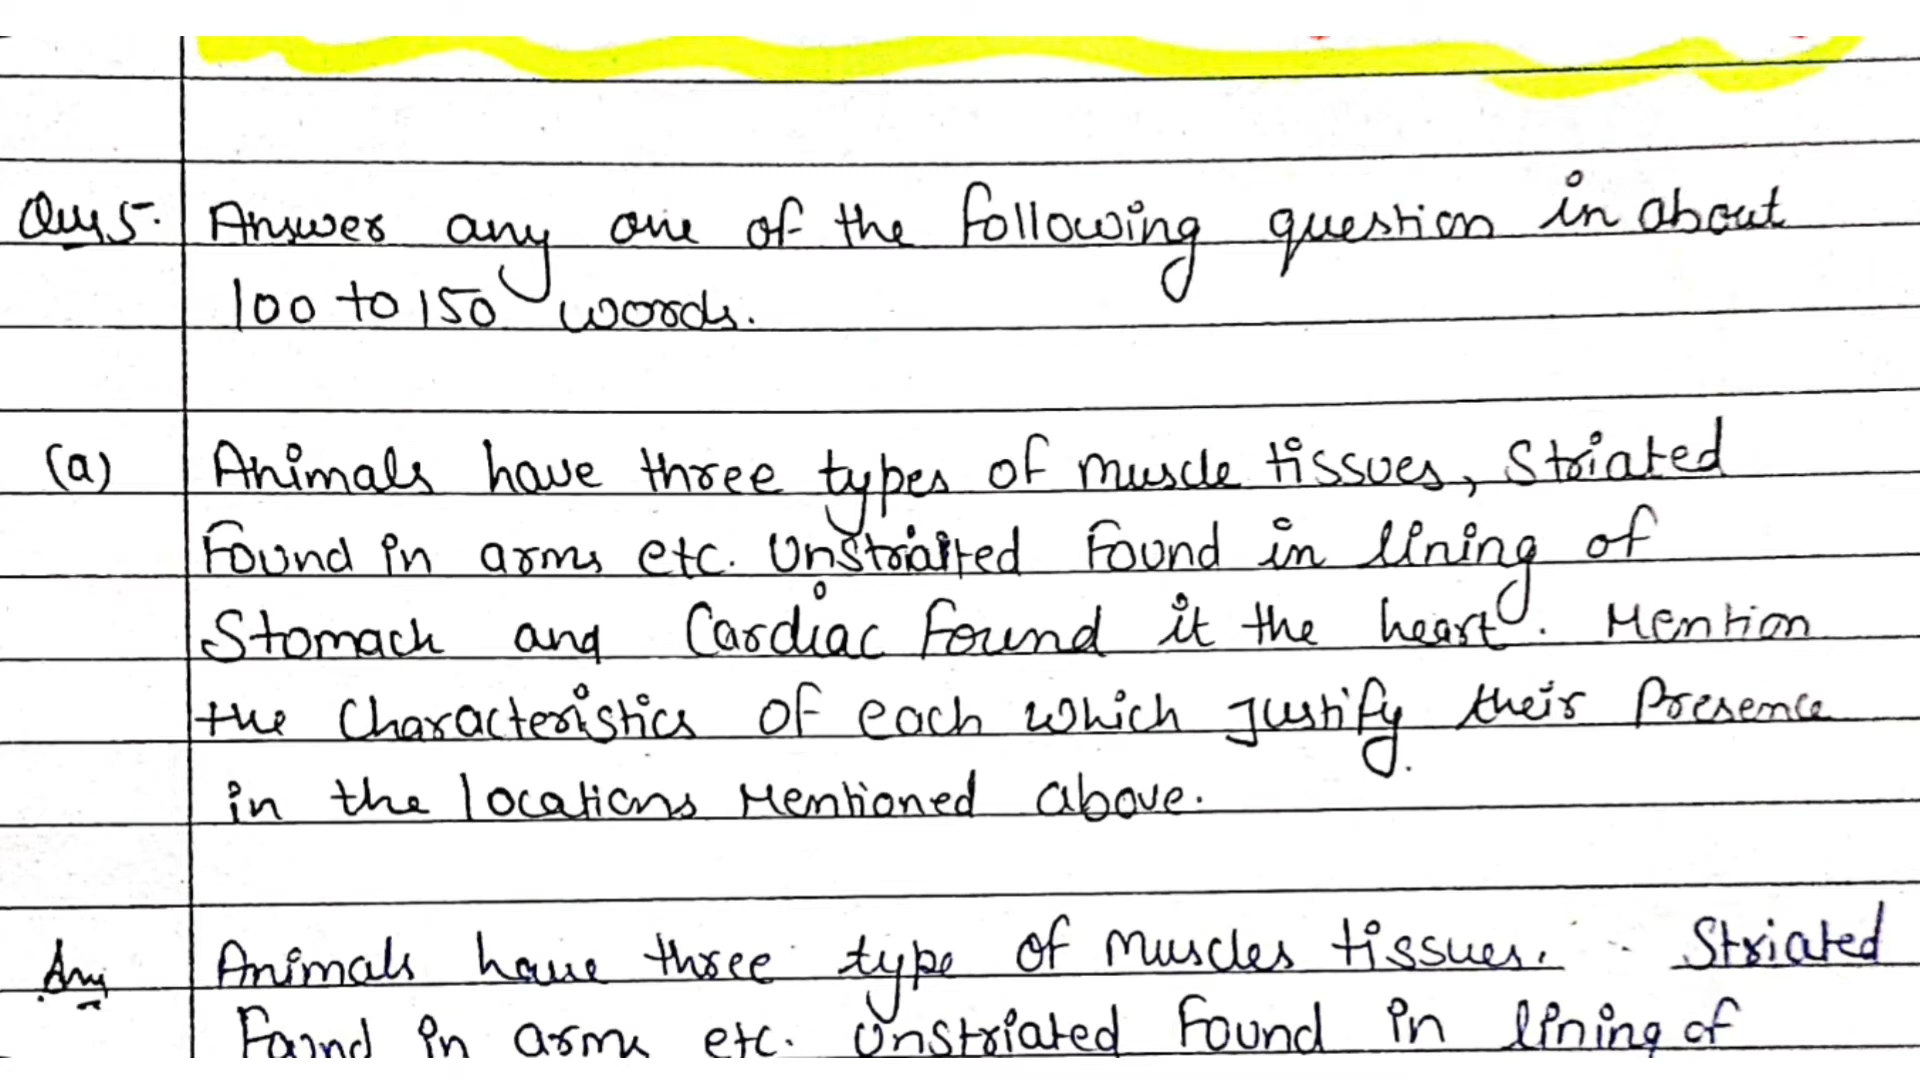 Ques 5. Answer any one of the following question in about
100 to 150 words.
(a) Animals have three types of muscle tissues, Striated
Found in arms etc. Unstraited Found in lining of
Stomach and Cardiac Found it the heart. Mention
the Characteristics of each which justify their Presence
in the locations Mentioned above.
Ans Animals have three type of Muscles tissues. Striated
Found in arms etc. Unstriated Found in lining of